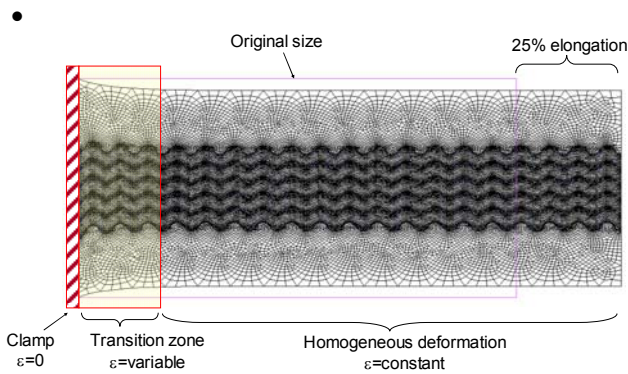 Original size
25% elongation
Clamp
ε=0
Transition zone
ε=variable
Homogeneous deformation
ε=constant